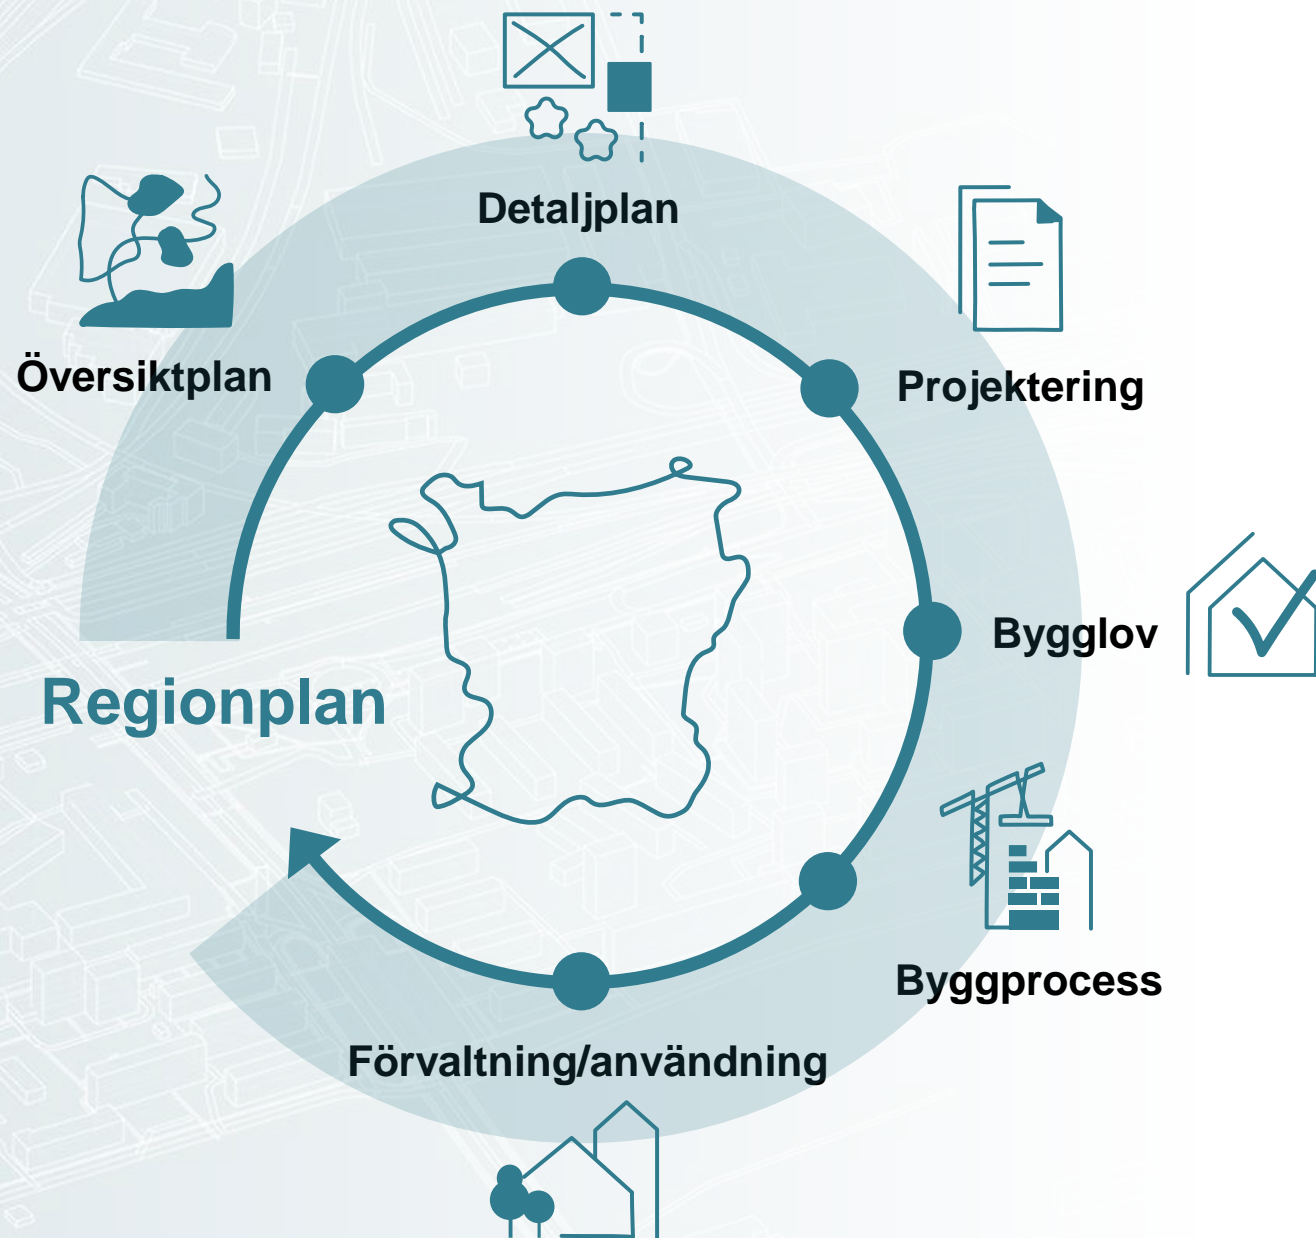 Detaljplan
Översiktplan
Projektering
Bygglov
Regionplan
Byggprocess
Förvaltning/användning